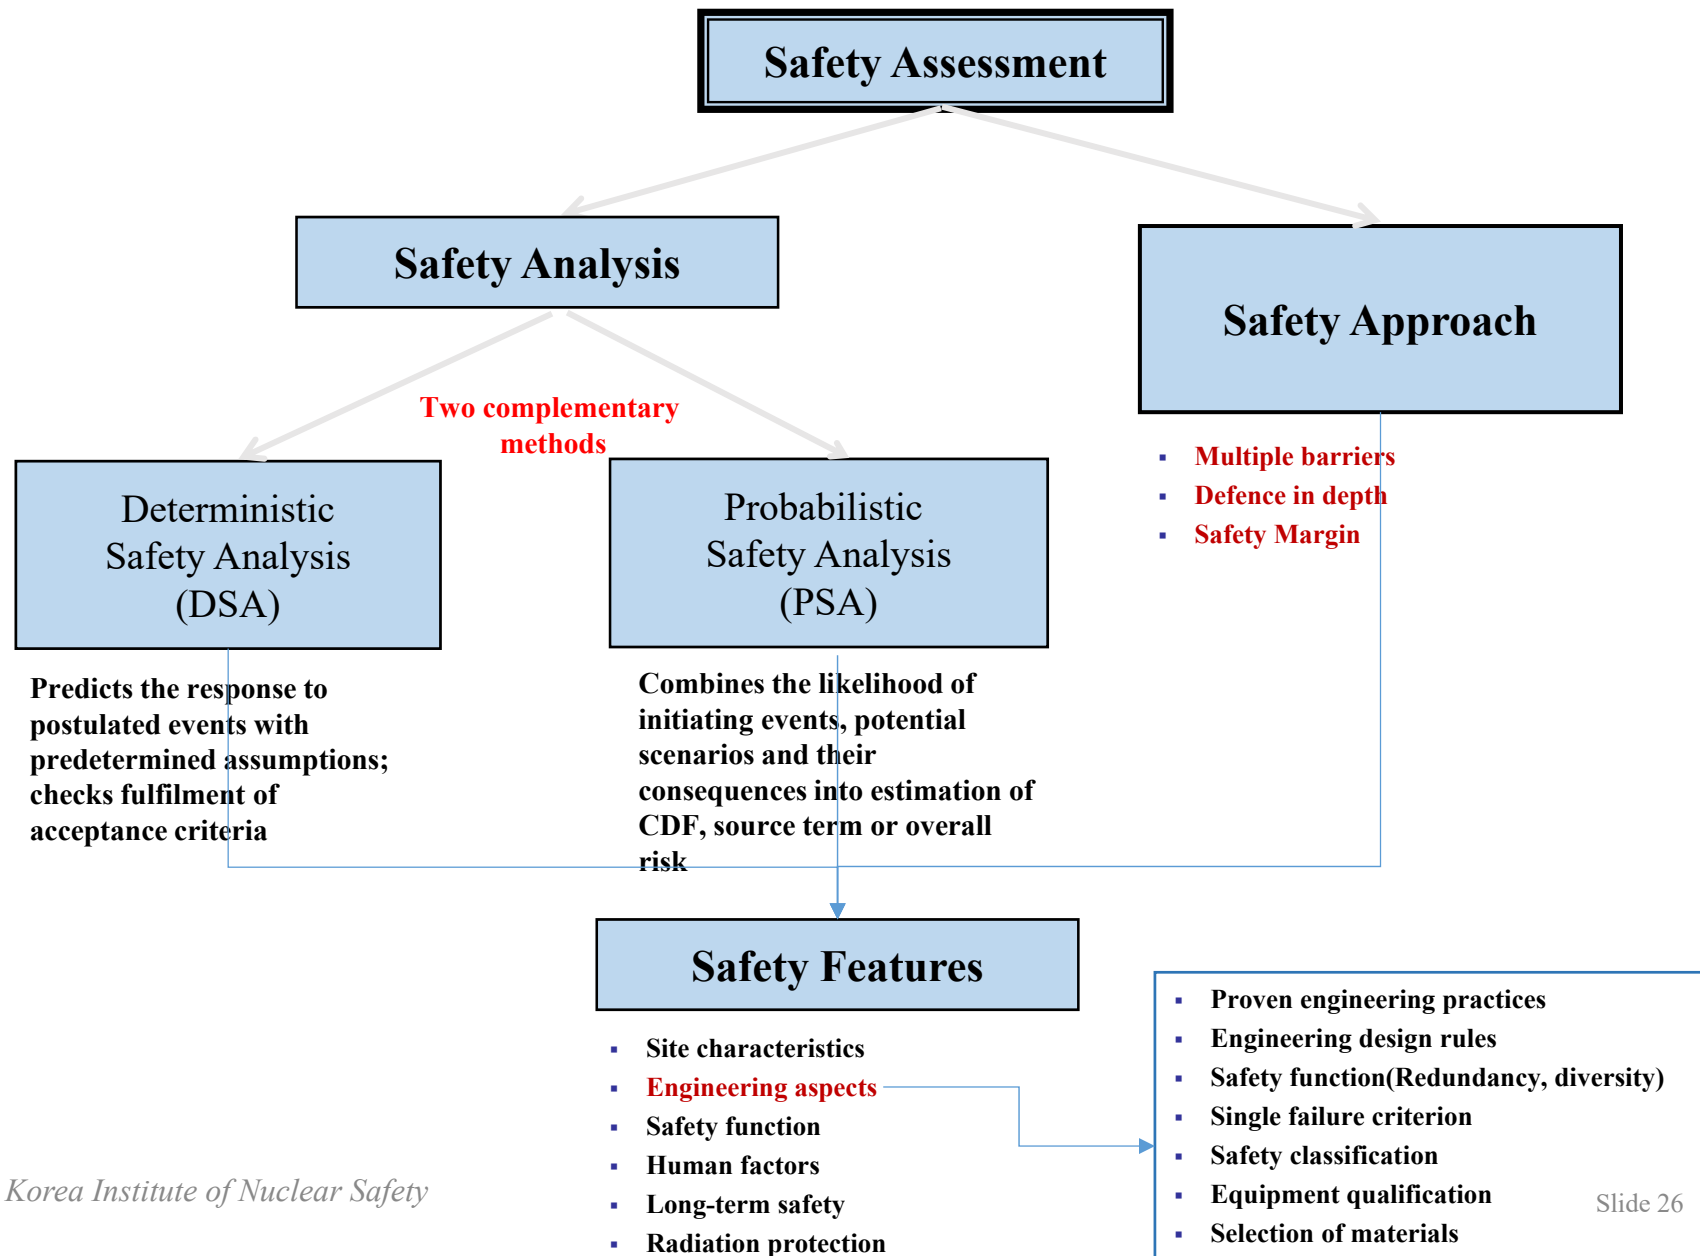 Safety Assessment
Safety Analysis
Safety Approach
Two complementary
methods
▪ Multiple barriers
▪ Defence in depth
▪ Safety Margin
Deterministic
Safety Analysis
(DSA)
Probabilistic
Safety Analysis
(PSA)
Predicts the response to
postulated events with
predetermined assumptions;
checks fulfilment of
acceptance criteria
Combines the likelihood of
initiating events, potential
scenarios and their
consequences into estimation of
CDF, source term or overall
risk
Safety Features
▪ Site characteristics
▪ Engineering aspects
▪ Safety function
▪ Human factors
▪ Long-term safety
▪ Radiation protection
▪ Proven engineering practices
▪ Engineering design rules
▪ Safety function(Redundancy, diversity)
▪ Single failure criterion
▪ Safety classification
▪ Equipment qualification
▪ Selection of materials
Korea Institute of Nuclear Safety
Slide 26